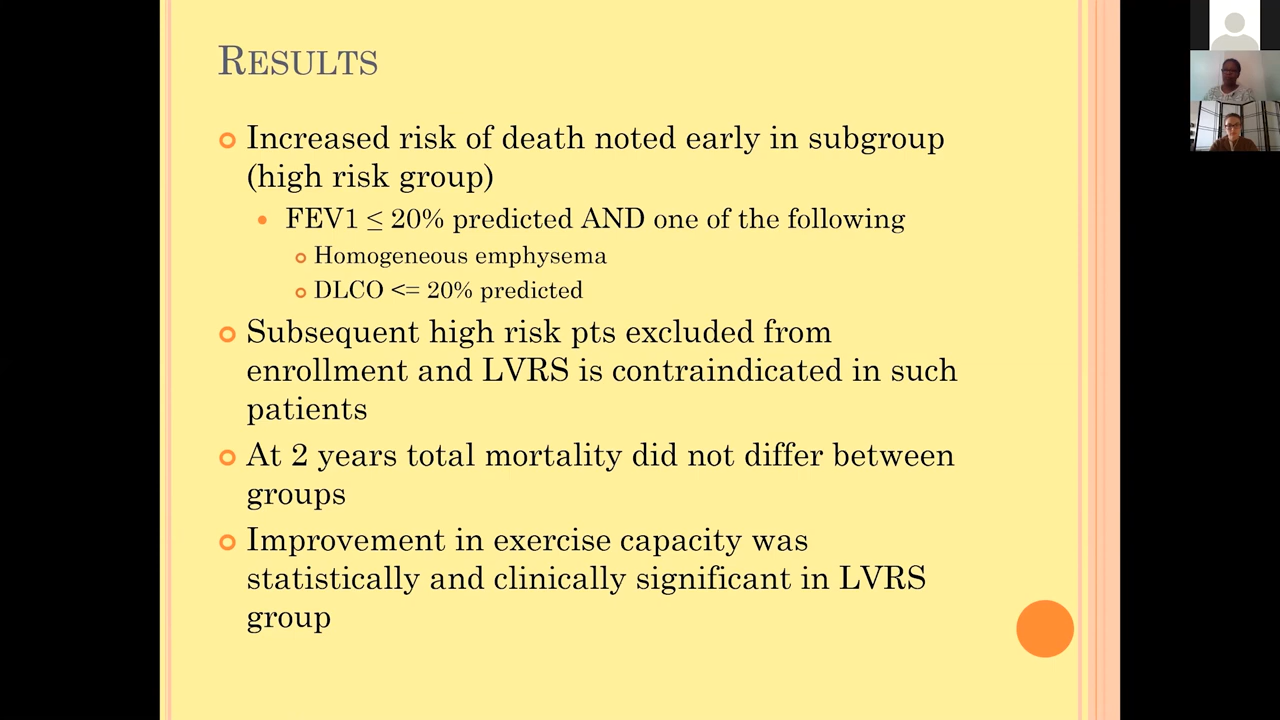 RESULTS
Increased risk of death noted early in subgroup
(high risk group)
FEV1 ≤ 20% predicted AND one of the following
Homogeneous emphysema
DLCO <= 20% predicted
Subsequent high risk pts excluded from
enrollment and LVRS is contraindicated in such
patients
At 2 years total mortality did not differ between
groups
Improvement in exercise capacity was
statistically and clinically significant in LVRS
group